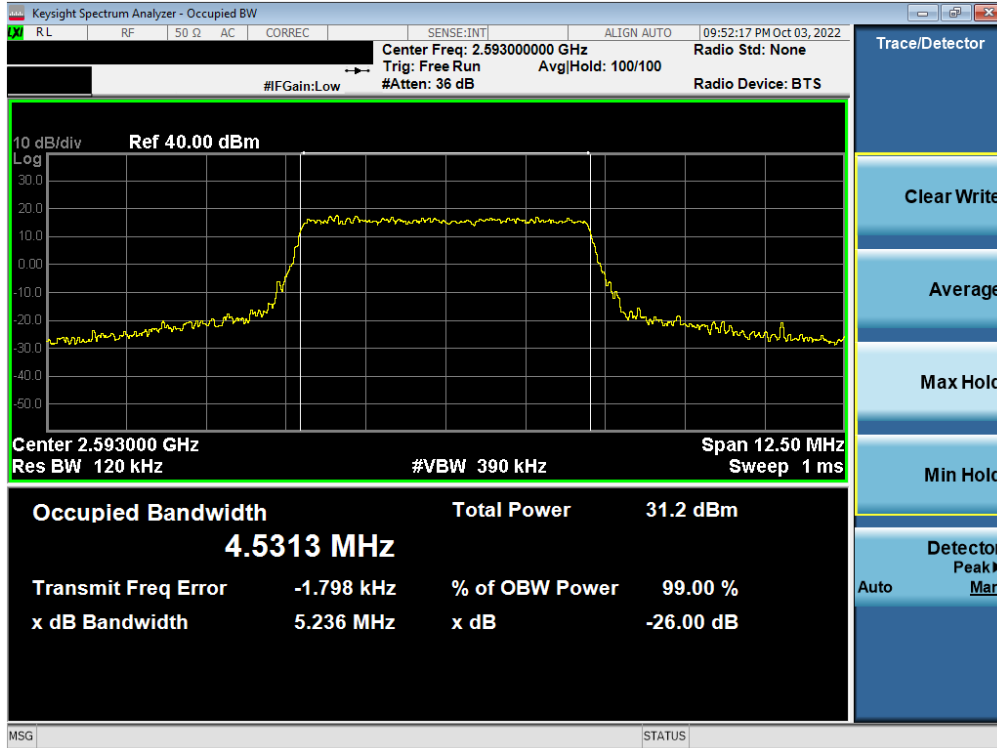 Keysight Spectrum Analyzer - Occupied BW
LXI RL RF 50 Ω AC CORREC SENSE:INT ALIGN AUTO 09:52:17 PM Oct 03, 2022
Center Freq: 2.593000000 GHz Radio Std: None
Trig: Free Run Avg|Hold: 100/100
#IFGain:Low #Atten: 36 dB Radio Device: BTS
Trace/Detector
10 dB/div Ref 40.00 dBm
Log
30.0
20.0
10.0
0.00
-10.0
-20.0
-30.0
-40.0
-50.0
Center 2.593000 GHz Span 12.50 MHz
Res BW 120 kHz #VBW 390 kHz Sweep 1 ms
Occupied Bandwidth Total Power 31.2 dBm
4.5313 MHz
Transmit Freq Error -1.798 kHz % of OBW Power 99.00 %
x dB Bandwidth 5.236 MHz x dB -26.00 dB
Clear Write
Average
Max Hold
Min Hold
Detector
Peak
Auto Man
MSG STATUS